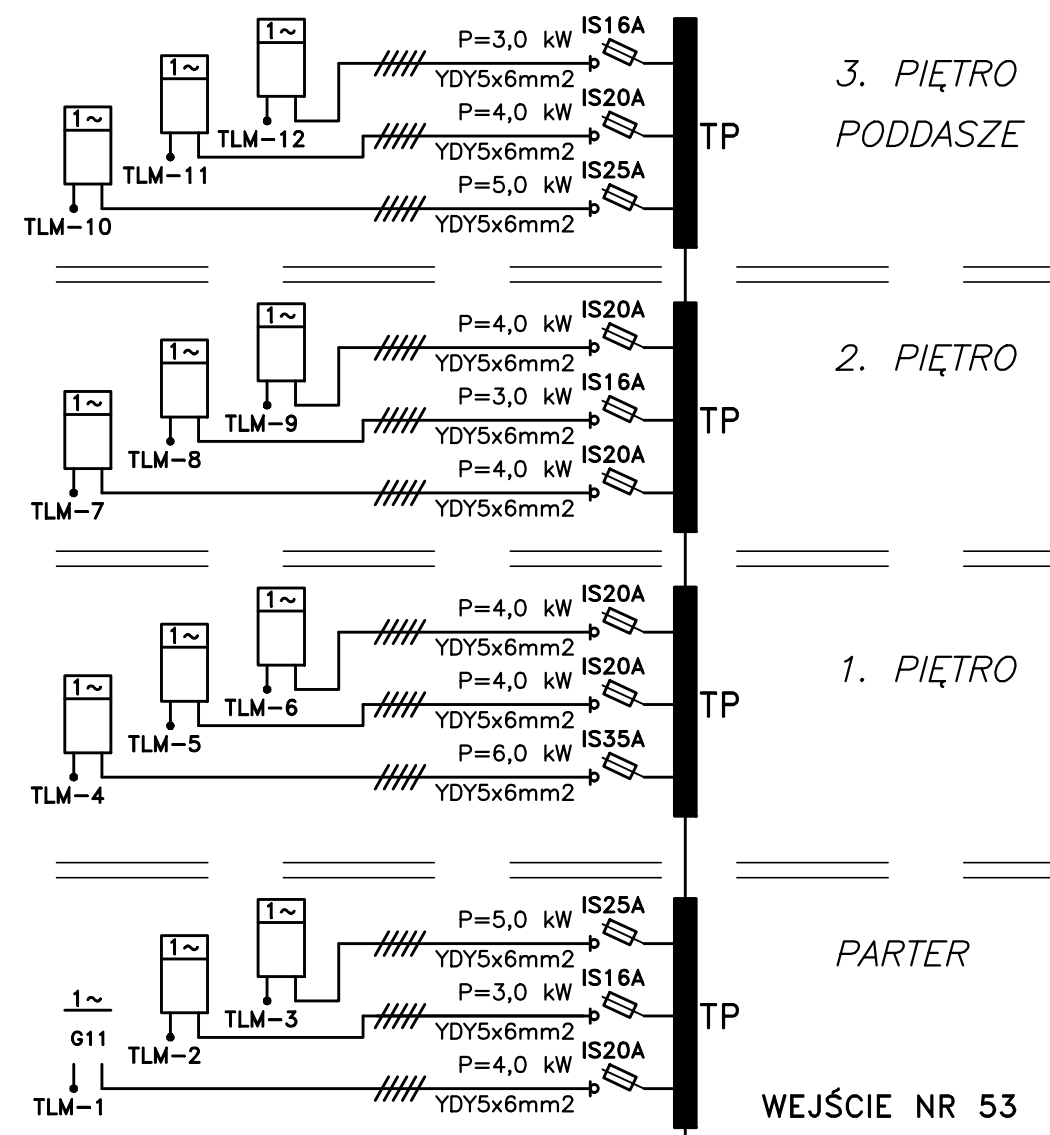 1~
P=3,0 kW
IS16A
YDY5x6mm2
TLM-12
3. PIĘTRO
PODDASZE
1~
P=4,0 kW
IS20A
YDY5x6mm2
TLM-11
TP
1~
P=5,0 kW
IS25A
YDY5x6mm2
TLM-10
1~
P=4,0 kW
IS20A
YDY5x6mm2
TLM-9
2. PIĘTRO
1~
P=3,0 kW
IS16A
YDY5x6mm2
TLM-8
TP
1~
P=4,0 kW
IS20A
YDY5x6mm2
TLM-7
1~
P=4,0 kW
IS20A
YDY5x6mm2
TLM-6
1. PIĘTRO
1~
P=4,0 kW
IS20A
YDY5x6mm2
TLM-5
TP
1~
P=6,0 kW
IS35A
YDY5x6mm2
TLM-4
1~
P=5,0 kW
IS25A
YDY5x6mm2
TLM-3
PARTER
1~
P=3,0 kW
IS16A
YDY5x6mm2
TLM-2
TP
1~
G11
P=4,0 kW
IS20A
YDY5x6mm2
TLM-1
WEJŚCIE NR 53